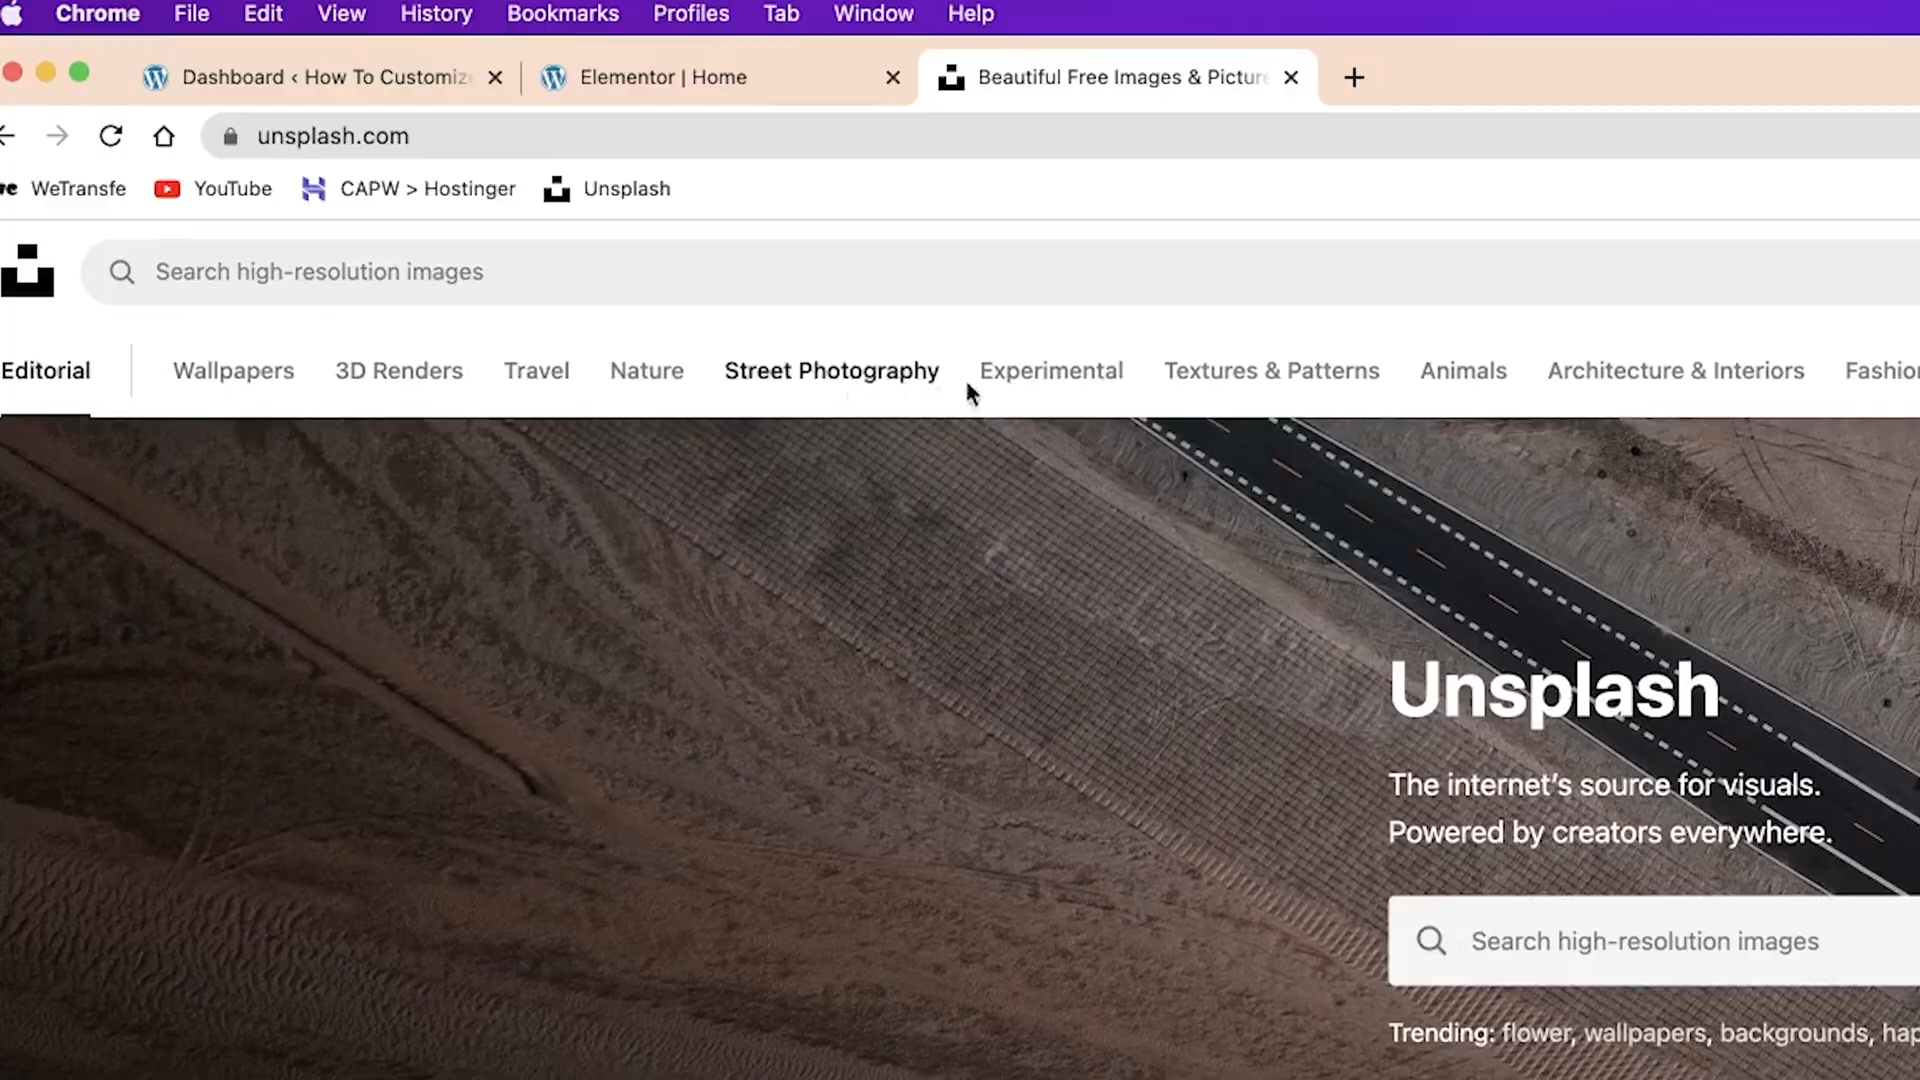 Chrome File Edit View History Bookmarks Profiles Tab Window Help
Dashboard ‹ How To Customiz Elementor | Home Beautiful Free Images & Picture
unsplash.com
re WeTransfe YouTube CAPW > Hostinger Unsplash
Search high-resolution images
Editorial Wallpapers 3D Renders Travel Nature Street Photography Experimental Textures & Patterns Animals Architecture & Interiors Fashion
Unsplash
The internet’s source for visuals.
Powered by creators everywhere.
Search high-resolution images
Trending: flower, wallpapers, backgrounds, hap